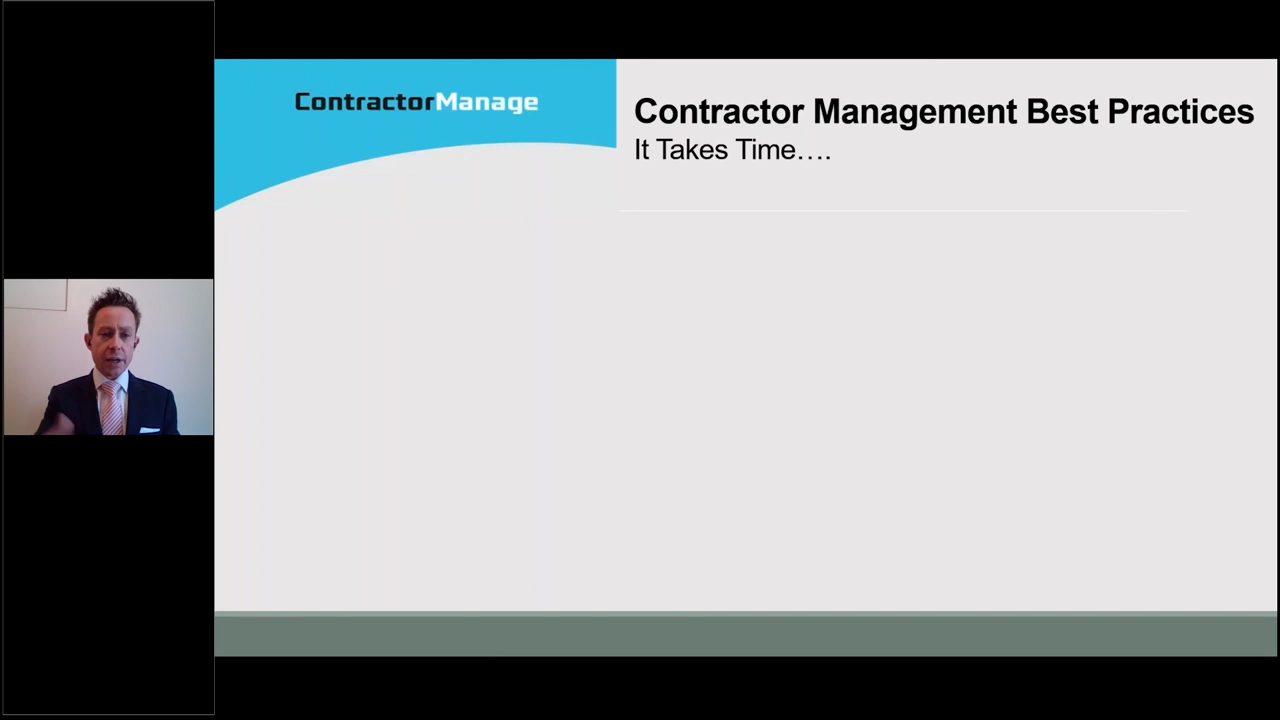 ContractorManage
Contractor Management Best Practices
It Takes Time….